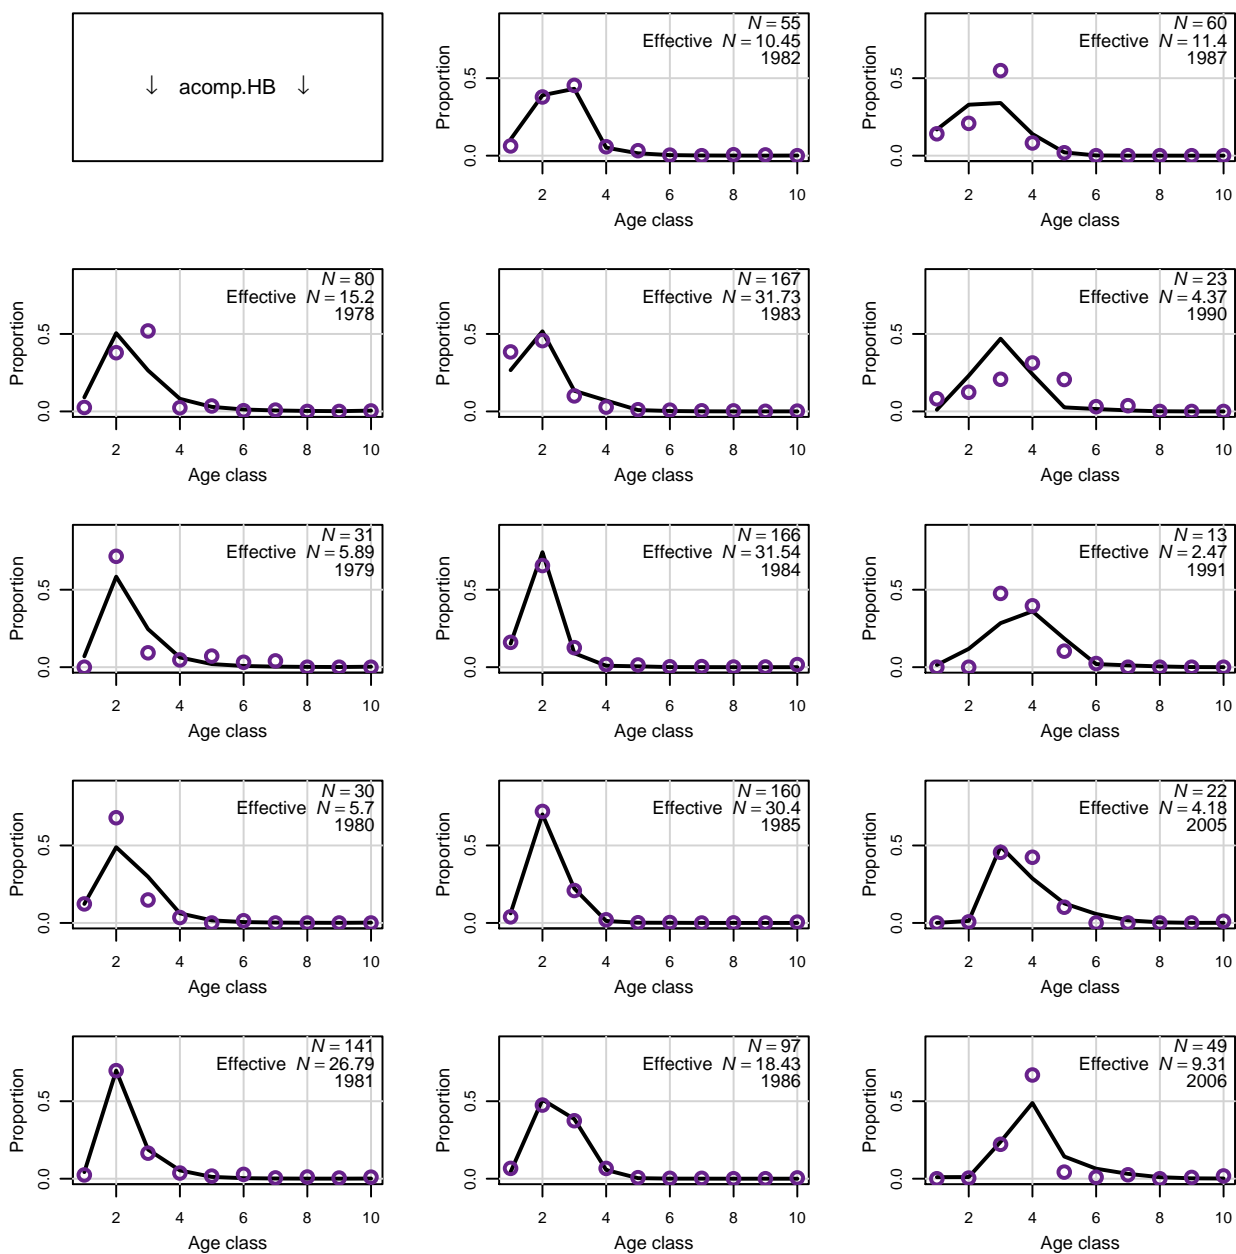 ↓ acomp.HB ↓
Proportion
0.0
0.5
2 4 6 8 10
Age class
N = 55
Effective N = 10.45
1982
Proportion
0.0
0.5
2 4 6 8 10
Age class
N = 60
Effective N = 11.4
1987
Proportion
0.0
0.5
2 4 6 8 10
Age class
N = 80
Effective N = 15.2
1978
Proportion
0.0
0.5
2 4 6 8 10
Age class
N = 167
Effective N = 31.73
1983
Proportion
0.0
0.5
2 4 6 8 10
Age class
N = 23
Effective N = 4.37
1990
Proportion
0.0
0.5
2 4 6 8 10
Age class
N = 31
Effective N = 5.89
1979
Proportion
0.0
0.5
2 4 6 8 10
Age class
N = 166
Effective N = 31.54
1984
Proportion
0.0
0.5
2 4 6 8 10
Age class
N = 13
Effective N = 2.47
1991
Proportion
0.0
0.5
2 4 6 8 10
Age class
N = 30
Effective N = 5.7
1980
Proportion
0.0
0.5
2 4 6 8 10
Age class
N = 160
Effective N = 30.4
1985
Proportion
0.0
0.5
2 4 6 8 10
Age class
N = 22
Effective N = 4.18
2005
Proportion
0.0
0.5
2 4 6 8 10
Age class
N = 141
Effective N = 26.79
1981
Proportion
0.0
0.5
2 4 6 8 10
Age class
N = 97
Effective N = 18.43
1986
Proportion
0.0
0.5
2 4 6 8 10
Age class
N = 49
Effective N = 9.31
2006